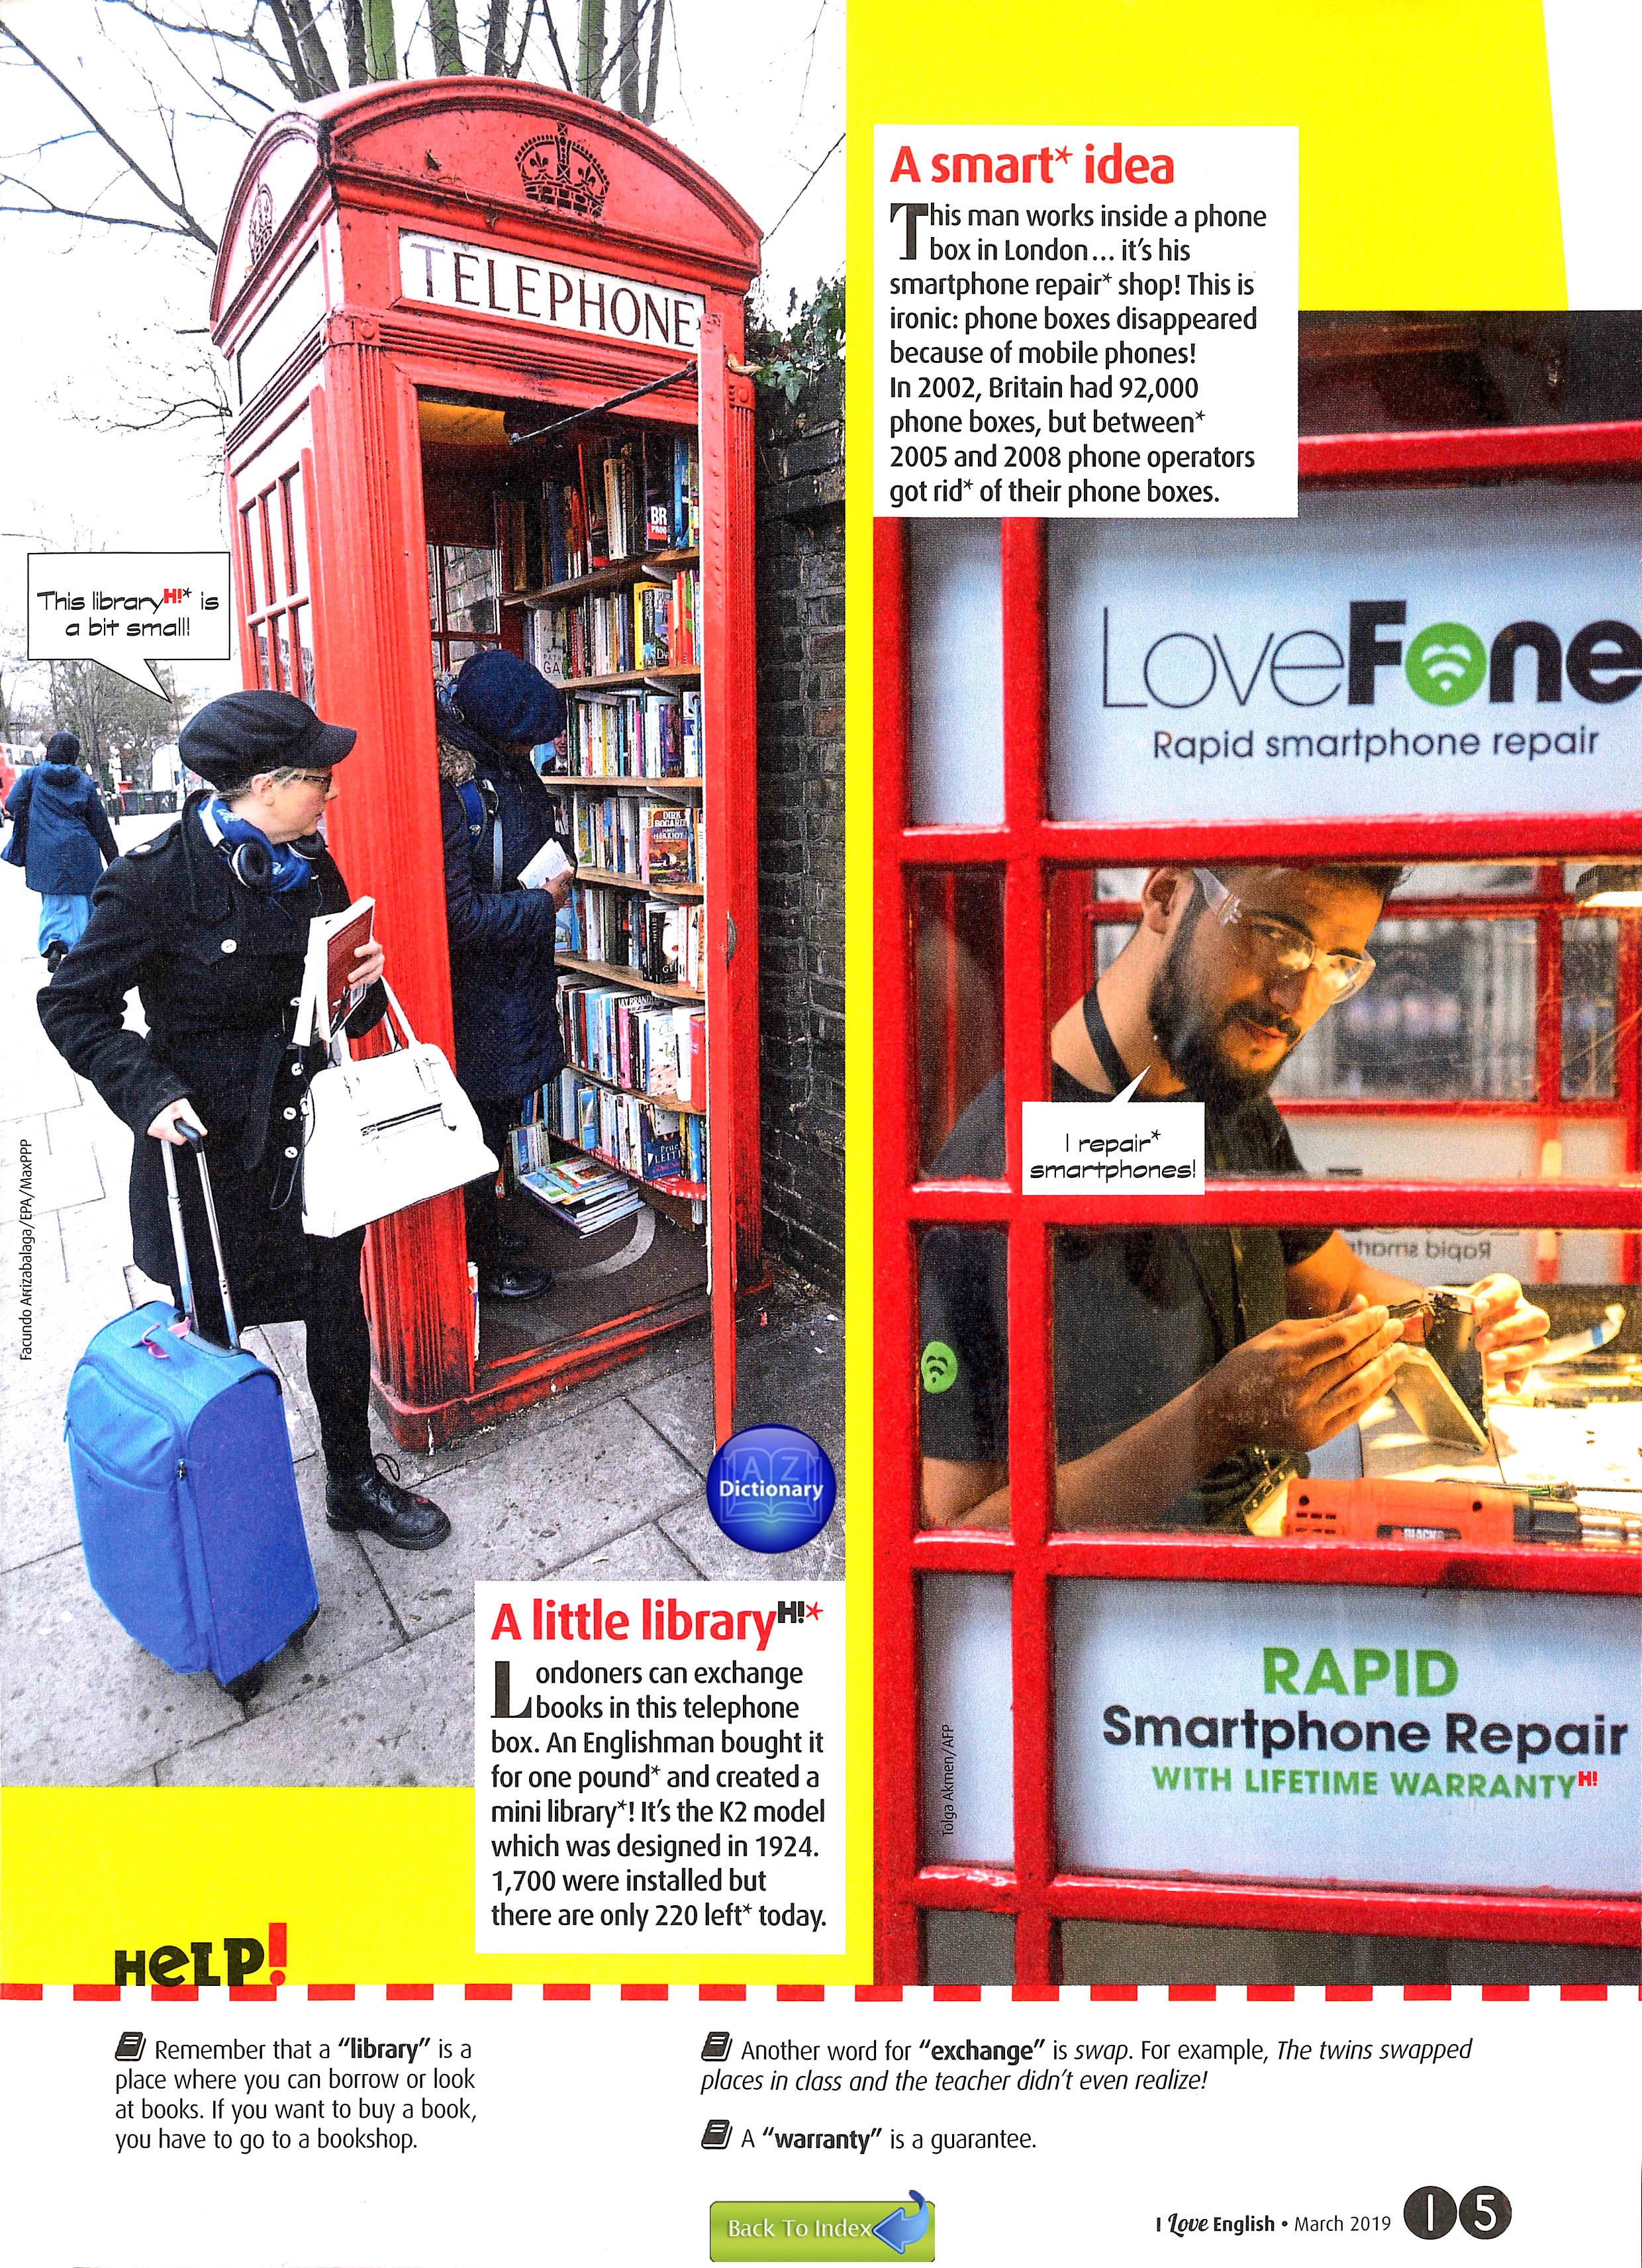 TELEPHONE
This libraryH!* is
a bit small!
Facundo Arrizabalaga/EPA/MaxPPP
BR
DIRK
BOGARDE
A Z
Dictionary
A little libraryH!*
Londoners can exchange
books in this telephone
box. An Englishman bought it
for one pound* and created a
mini library*! It's the K2 model
which was designed in 1924.
1,700 were installed but
there are only 220 left* today.
A smart* idea
This man works inside a phone
box in London... it's his
smartphone repair* shop! This is
ironic: phone boxes disappeared
because of mobile phones!
In 2002, Britain had 92,000
phone boxes, but between*
2005 and 2008 phone operators
got rid* of their phone boxes.
LoveFone
Rapid smartphone repair
I repair*
smartphones!
Rapid smart
BLACK
RAPID
Smartphone Repair
WITH LIFETIME WARRANTYH!
Tolga Akmen/AFP
HELP!
Remember that a "library" is a
place where you can borrow or look
at books. If you want to buy a book,
you have to go to a bookshop.
Another word for "exchange" is swap. For example, The twins swapped
places in class and the teacher didn't even realize!
A "warranty" is a guarantee.
Back To Index
I Love English • March 2019 15